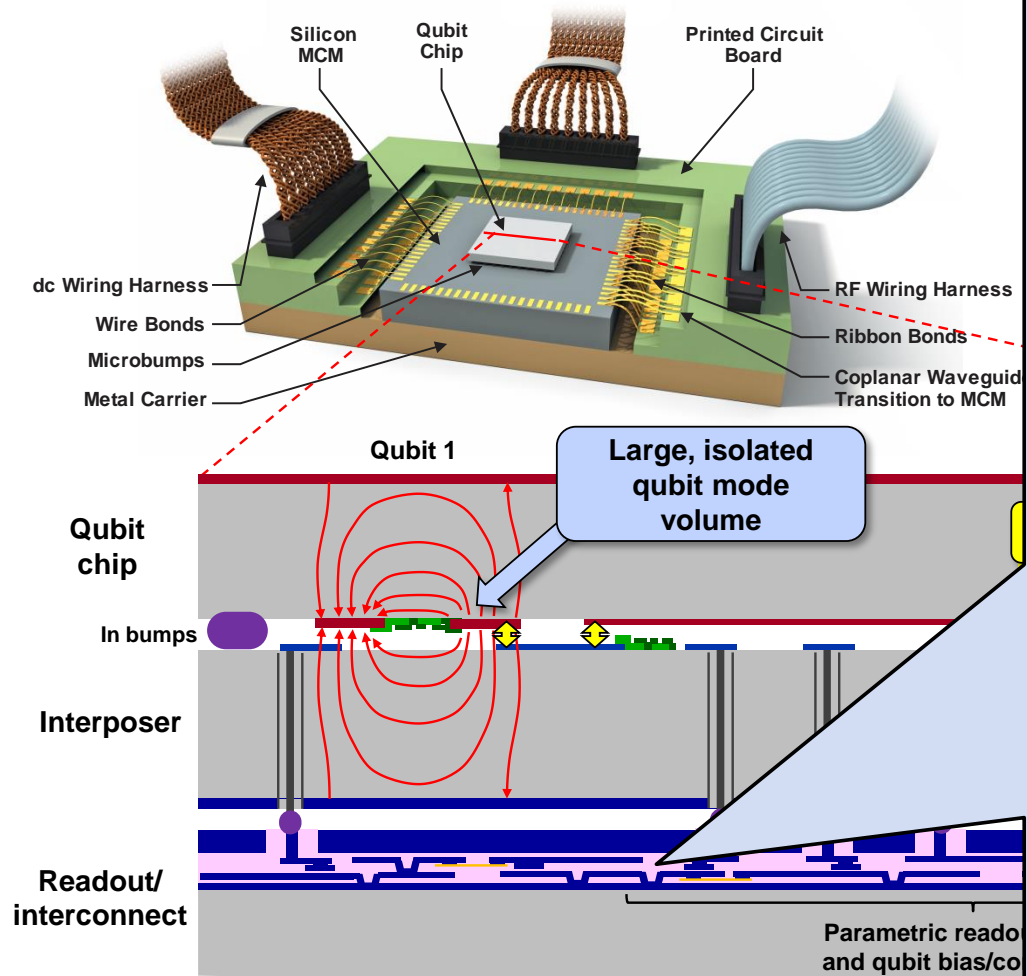 Silicon
MCM
Qubit
Chip
Printed Circuit
Board
dc Wiring Harness
Wire Bonds
Microbumps
Metal Carrier
RF Wiring Harness
Ribbon Bonds
Coplanar Waveguid
Transition to MCM
Qubit 1
Large, isolated
qubit mode
volume
Qubit
chip
In bumps
Interposer
Readout/
interconnect
Parametric readou
and qubit bias/co